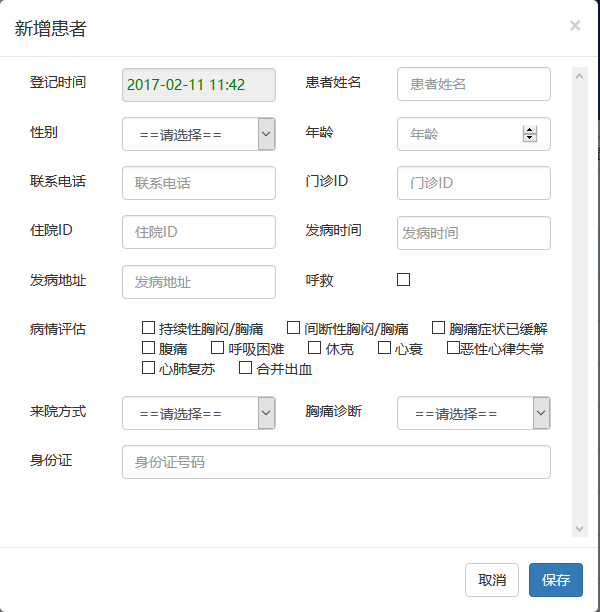 新增患者 ×
登记时间 2017-02-11 11:42 患者姓名 患者姓名
性别 ==请选择== 年龄 年龄
联系电话 联系电话 门诊ID 门诊ID
住院ID 住院ID 发病时间 发病时间
发病地址 发病地址 呼救
病情评估 持续性胸闷/胸痛 间断性胸闷/胸痛 胸痛症状已缓解
腹痛 呼吸困难 休克 心衰 恶性心律失常
心肺复苏 合并出血
来院方式 ==请选择== 胸痛诊断 ==请选择==
身份证 身份证号码
取消 保存